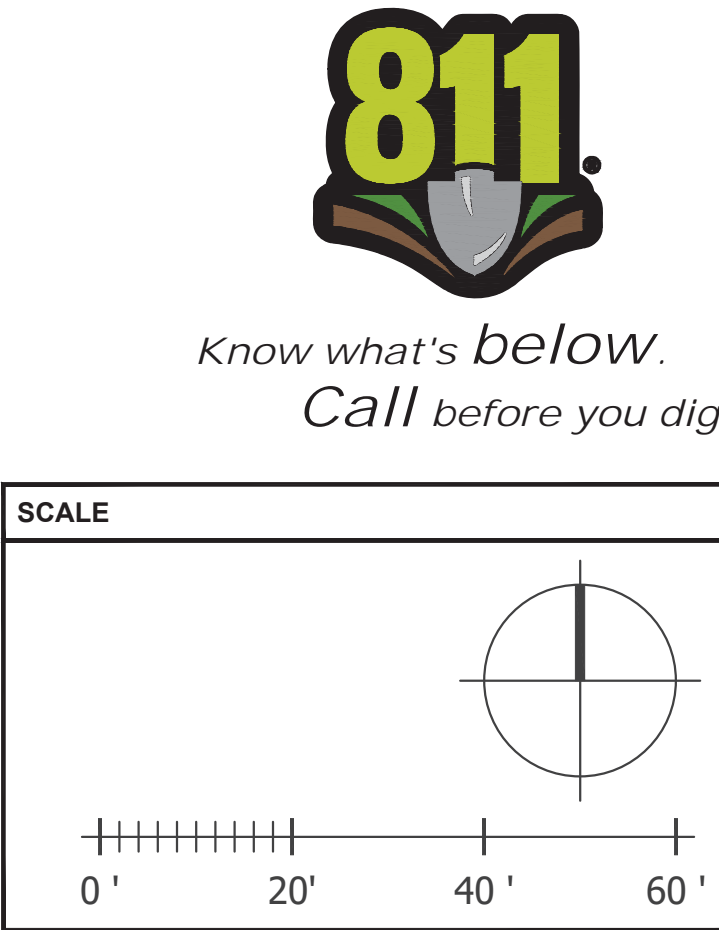 811®
Know what's below.
Call before you dig
SCALE
0 ' 20' 40 ' 60 '